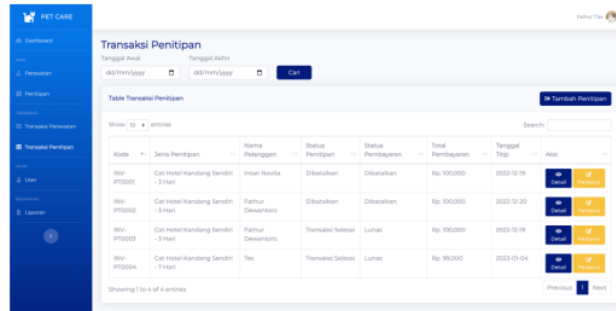 PET CARE
Fathur Tiar
Dashboard
Perawatan
Penitipan
Transaksi Perawatan
Transaksi Penitipan
User
Laporan
Transaksi Penitipan
Tanggal Awal Tanggal Akhir
dd/mm/yyyy dd/mm/yyyy Cari
Table Transaksi Penitipan Tambah Penitipan
Show 10 entries Search:
Kode Jenis Penitipan Nama Pelanggan Status Penitipan Status Pembayaran Total Pembayaran Tanggal Titip Aksi
INV-PT0001 Cat Hotel Kandang Sendiri - 3 Hari Intan Novita Dibatalkan Dibatalkan Rp. 100,000 2022-12-19 Detail
INV-PT0002 Cat Hotel Kandang Sendiri - 3 Hari Fathur Dewantoro Dibatalkan Dibatalkan Rp. 100,000 2022-12-20 Detail
INV-PT0003 Cat Hotel Kandang Sendiri - 3 Hari Fathur Dewantoro Transaksi Selesai Lunas Rp. 100,000 2022-12-19 Detail
INV-PT0004 Cat Hotel Kandang Sendiri - 7 Hari Tes Transaksi Selesai Lunas Rp. 99,000 2023-01-04 Detail
Showing 1 to 4 of 4 entries Previous 1 Next